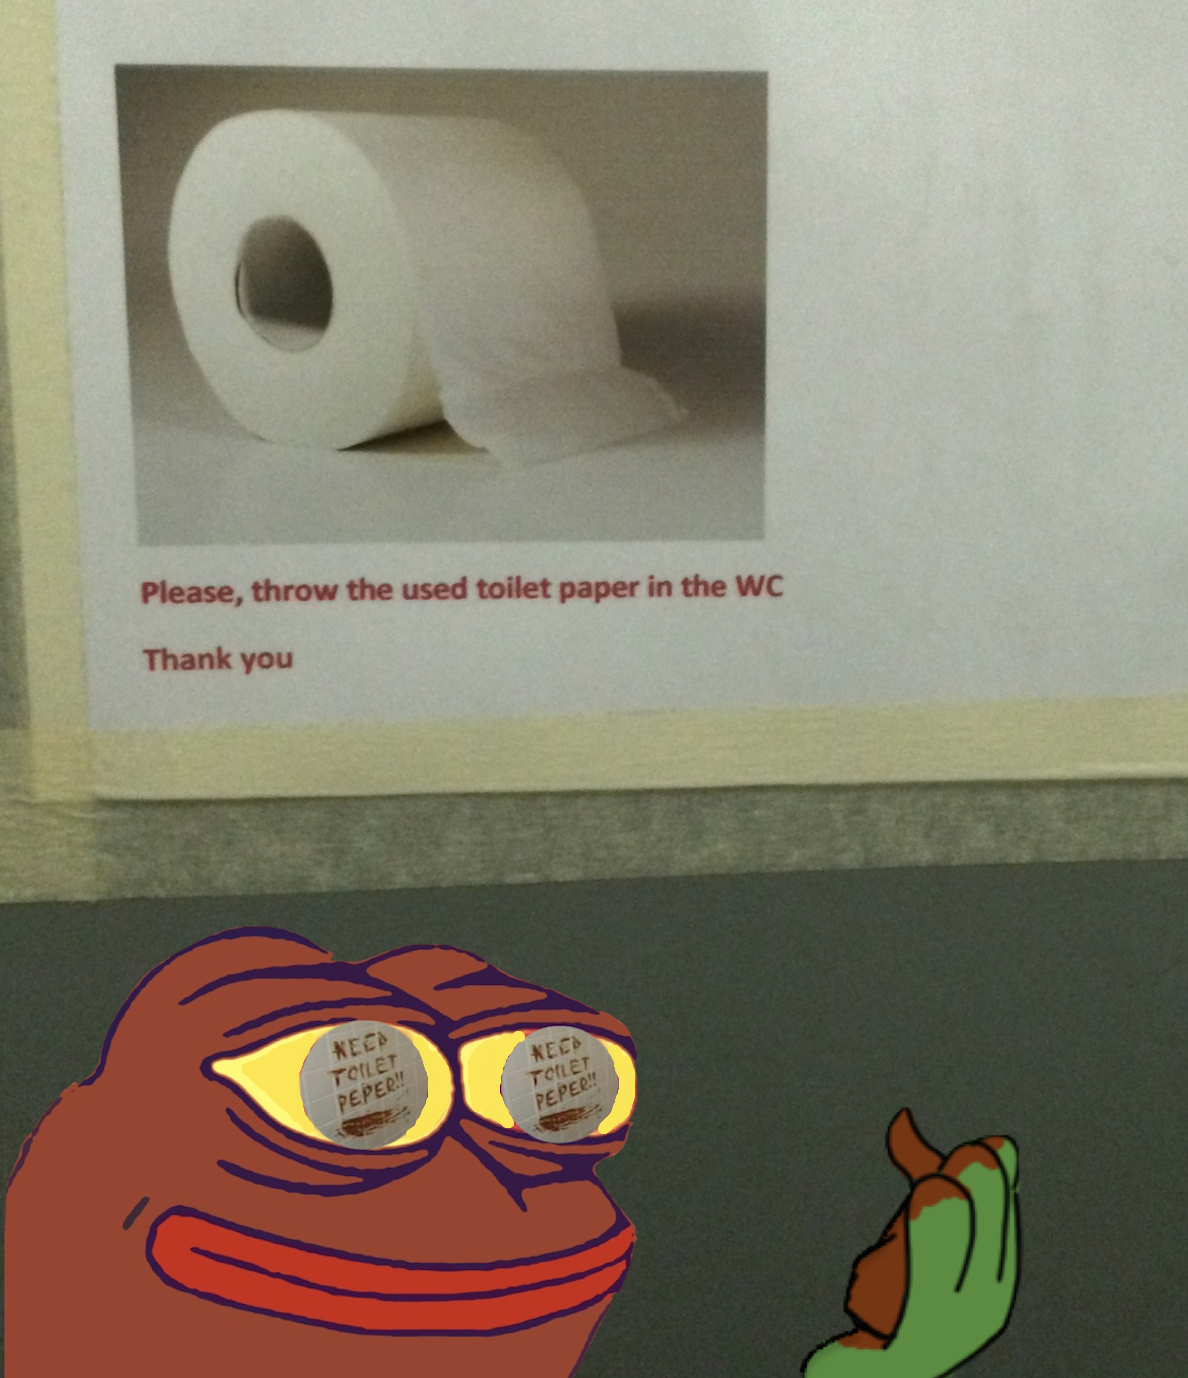 Please, throw the used toilet paper in the WC
Thank you
NEED
TOILET
PEPER!!
NEED
TOILET
PEPER!!